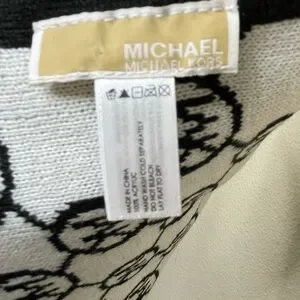 MICHAEL
MICHAEL KORS
MADE IN CHINA
100% ACRYLIC
HAND WASH COLD SEPARATELY
DO NOT BLEACH
LAY FLAT TO DRY